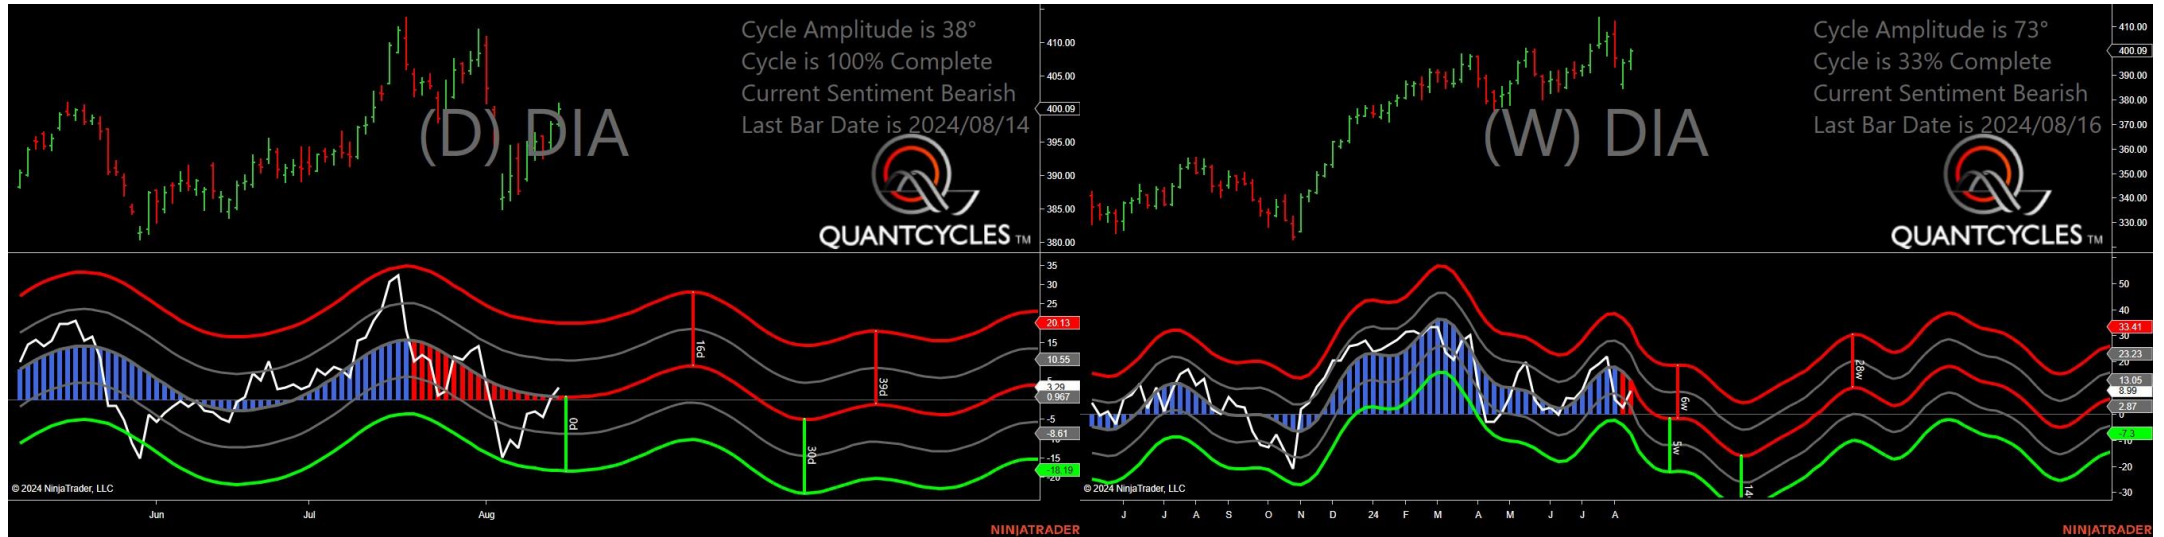 Cycle Amplitude is 38°
Cycle is 100% Complete
Current Sentiment Bearish
Last Bar Date is 2024/08/14
(D) DIA
QUANTCYCLES TM
410.00
405.00
400.09
395.00
390.00
385.00
380.00
35
30
25
20.13
15
10.55
3.29
0.967
-5
-8.61
-15
-18.19
-20
0d
16d
30d
39d
© 2024 NinjaTrader, LLC
Jun Jul Aug
NINJATRADER
Cycle Amplitude is 73°
Cycle is 33% Complete
Current Sentiment Bearish
Last Bar Date is 2024/08/16
(W) DIA
QUANTCYCLES TM
410.00
400.09
390.00
380.00
370.00
360.00
350.00
340.00
330.00
50
40
33.41
30
23.23
20
13.05
8.99
2.87
0
-7.3
-10
-20
-30
6w
5w
14
28w
© 2024 NinjaTrader, LLC
J J A S O N D 24 F M A M J J A
NINJATRADER